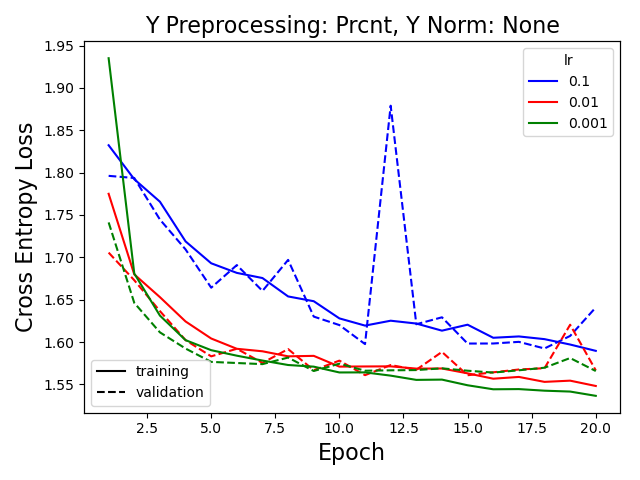 Y Preprocessing: Prcnt, Y Norm: None
Cross Entropy Loss
1.95
1.90
1.85
1.80
1.75
1.70
1.65
1.60
1.55
lr
0.1
0.01
0.001
training
validation
2.5 5.0 7.5 10.0 12.5 15.0 17.5 20.0
Epoch